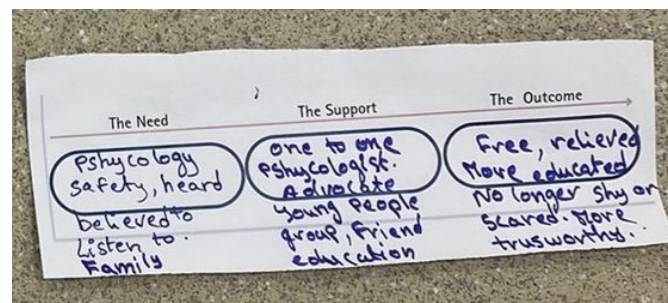 The Need
The Support
The Outcome
Pshycology
safety, heard
believed to
Listen to.
Family
one to one
Pshycologist.
Advocate
Young People
group, Friend
education
Free, relieved
More educated
No longer shy or
scared. More
trusworthy..